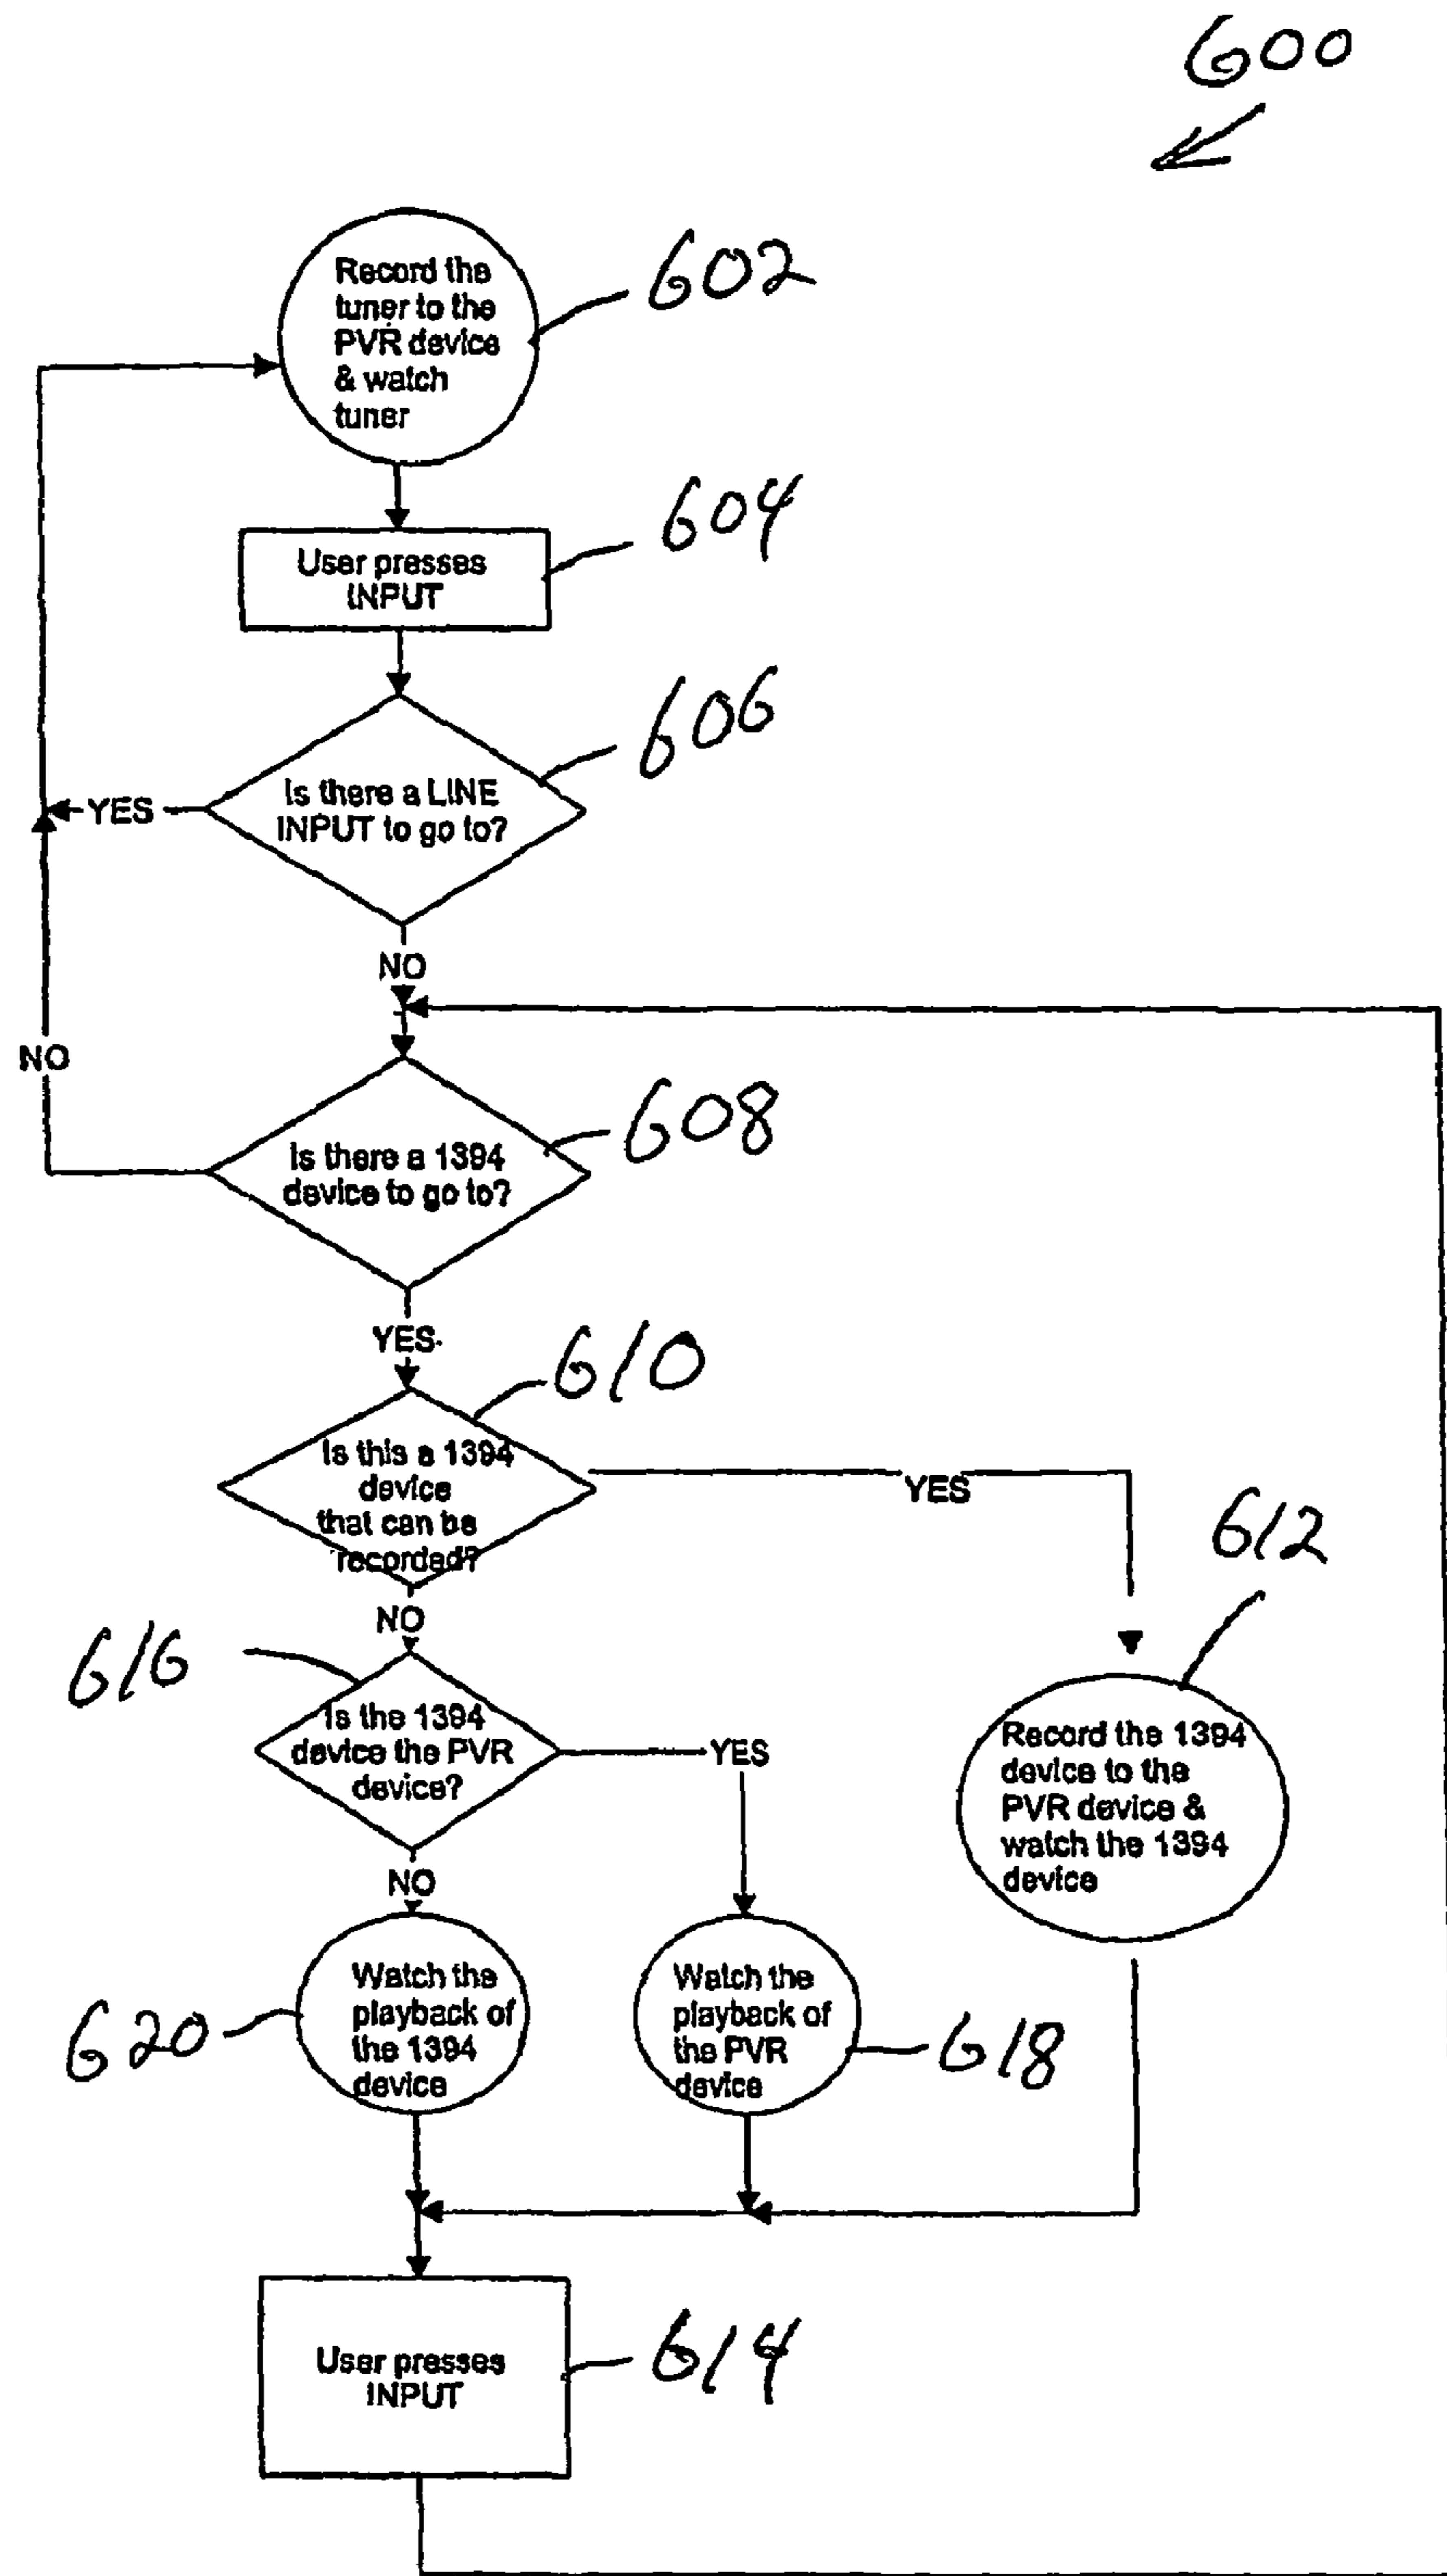 600
Record the
tuner to the
PVR device
& watch
tuner
602
User presses
INPUT
604
Is there a LINE
INPUT to go to?
606
YES
NO
NO
Is there a 1394
device to go to?
608
YES
610
Is this a 1394
device
that can be
recorded?
YES
612
NO
616
Is the 1394
device the PVR
device?
YES
Record the 1394
device to the
PVR device &
watch the 1394
device
NO
Watch the
playback of
the 1394
device
620
Watch the
playback of
the PVR
device
618
User presses
INPUT
614